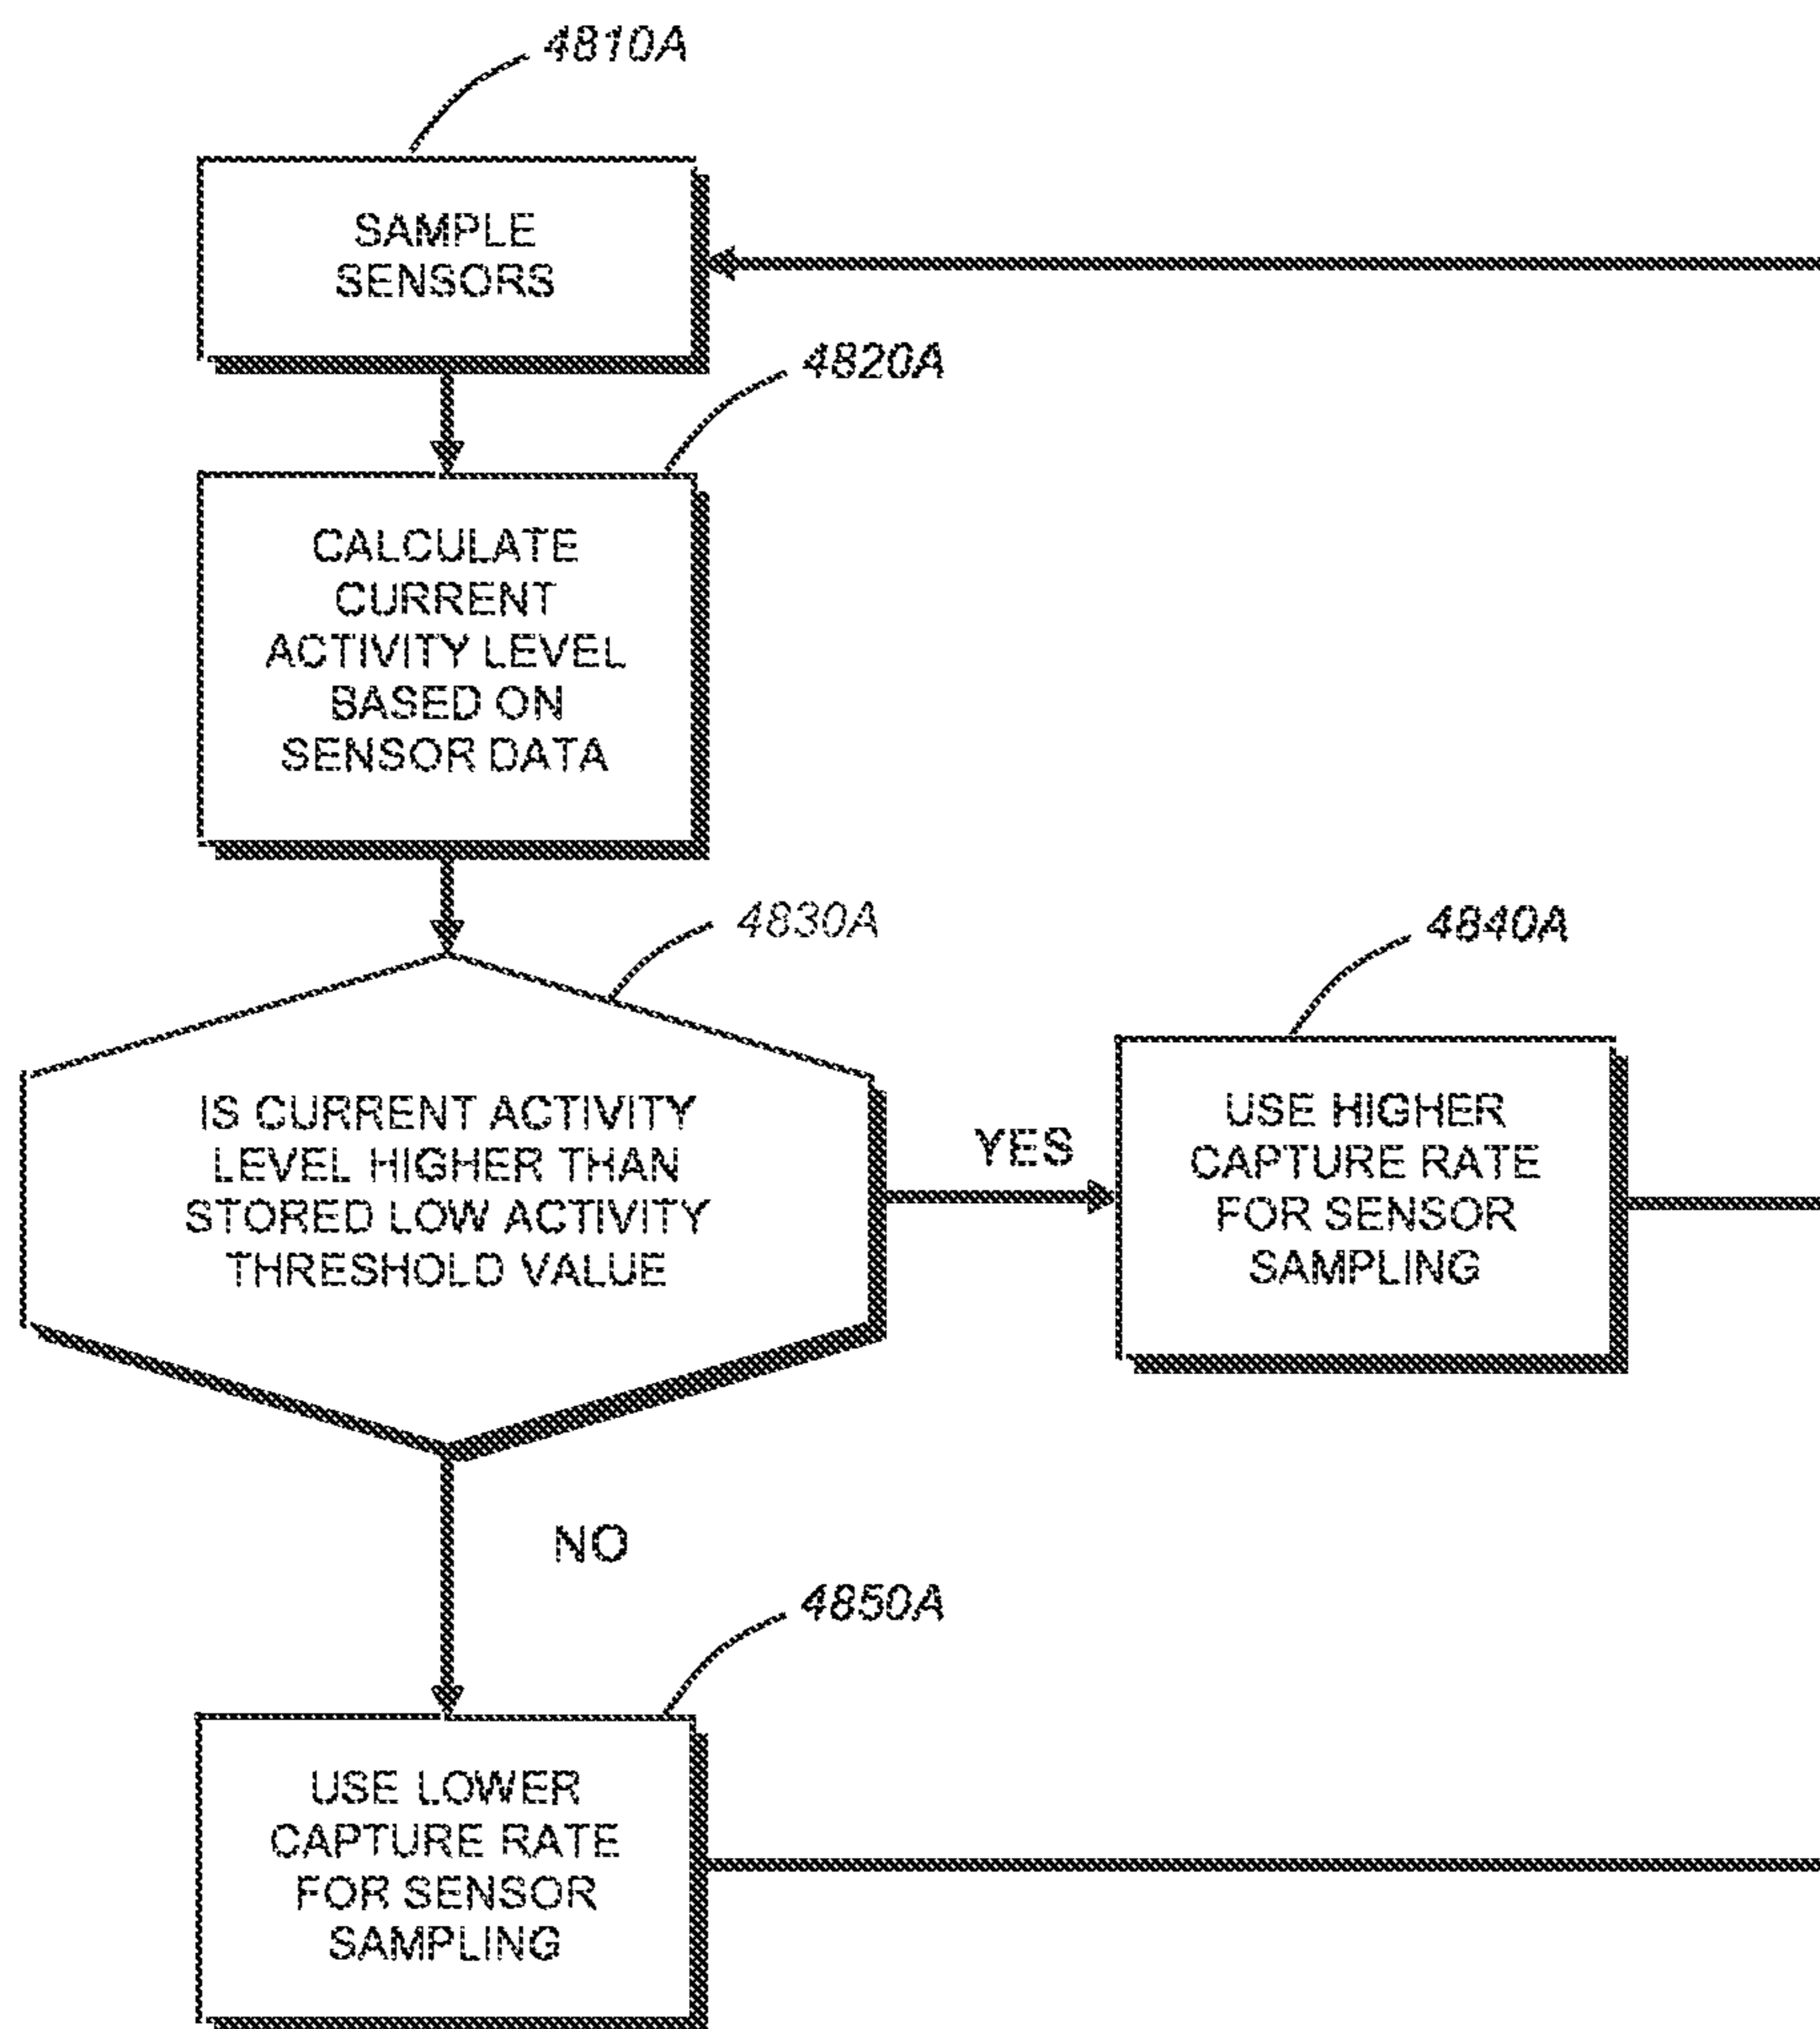 4810A
SAMPLE
SENSORS
4820A
CALCULATE
CURRENT
ACTIVITY LEVEL
BASED ON
SENSOR DATA
4830A
IS CURRENT ACTIVITY
LEVEL HIGHER THAN
STORED LOW ACTIVITY
THRESHOLD VALUE
YES
4840A
USE HIGHER
CAPTURE RATE
FOR SENSOR
SAMPLING
NO
4850A
USE LOWER
CAPTURE RATE
FOR SENSOR
SAMPLING